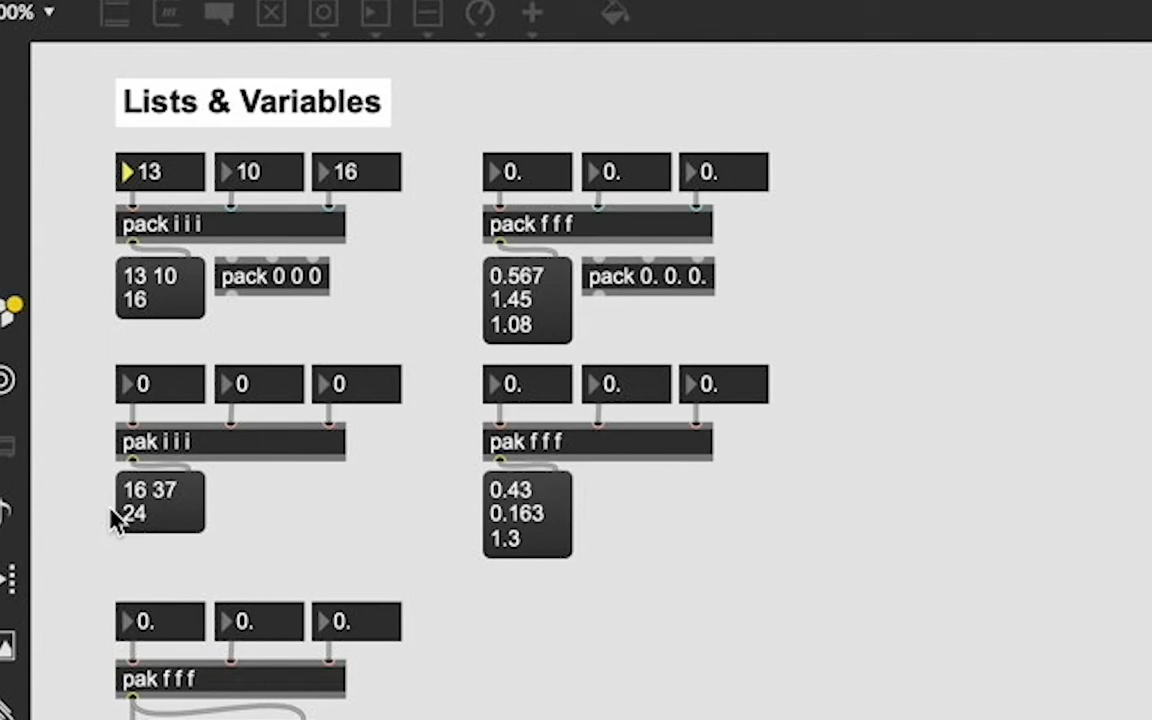 00%
Lists & Variables
13 10 16
0. 0. 0.
pack i i i
pack f f f
13 10
16
pack 0 0 0
0.567
1.45
1.08
pack 0. 0. 0.
0 0 0
0. 0. 0.
pak i i i
pak f f f
16 37
24
0.43
0.163
1.3
0. 0. 0.
pak f f f